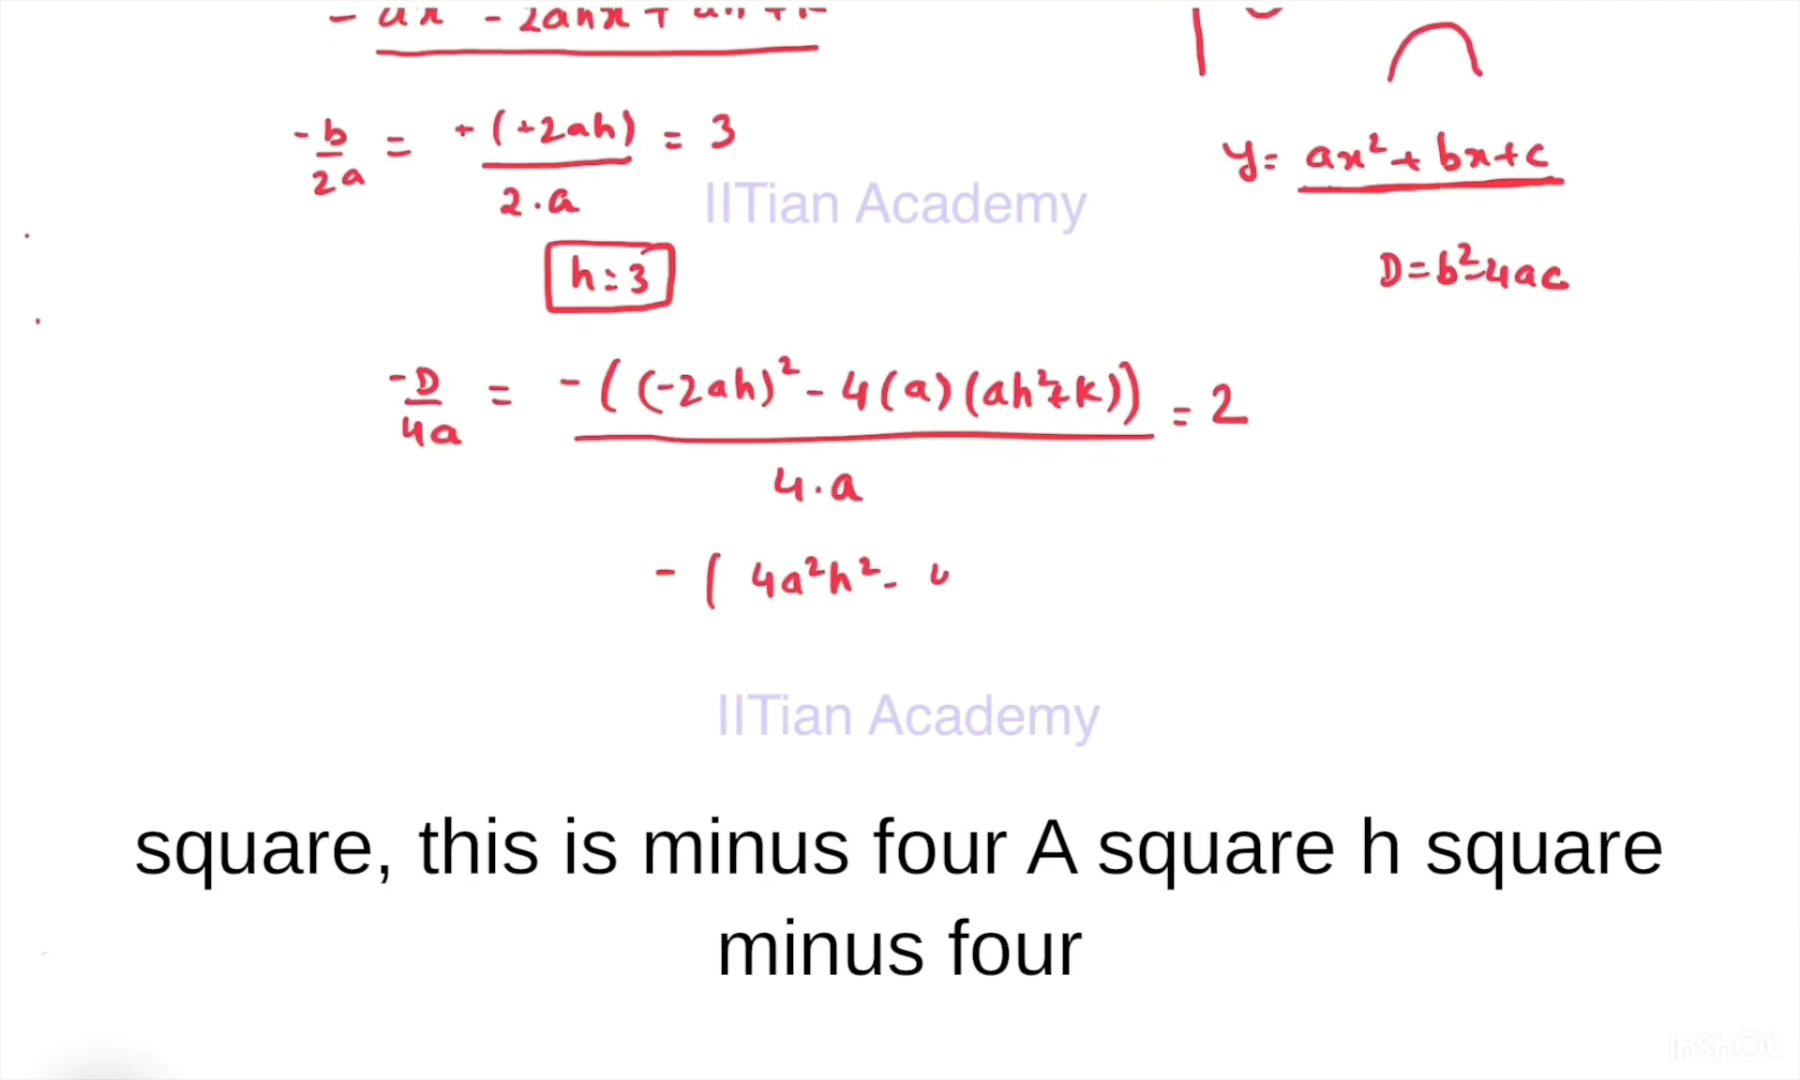 -b/2a = +(+2ah)/2.a = 3
IITian Academy
y= ax²+bx+c
h=3
D=b²-4ac
-D/4a = -((-2ah)²-4(a)(ah²+k))/4.a = 2
-(4a²h²-
IITian Academy
square, this is minus four A square h square
minus four
InShOt